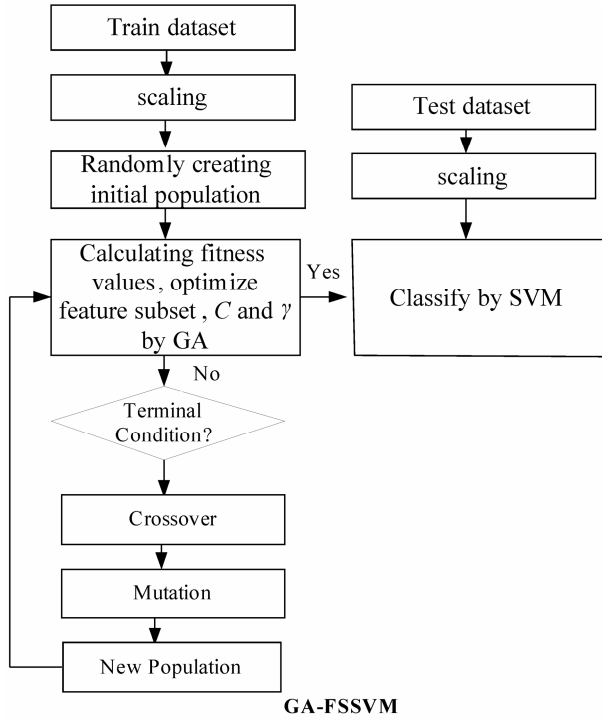 Train dataset
scaling
Randomly creating
initial population
Calculating fitness
values, optimize
feature subset, C and γ
by GA
Yes
No
Terminal
Condition?
Crossover
Mutation
New Population
Test dataset
scaling
Classify by SVM
GA-FSSVM